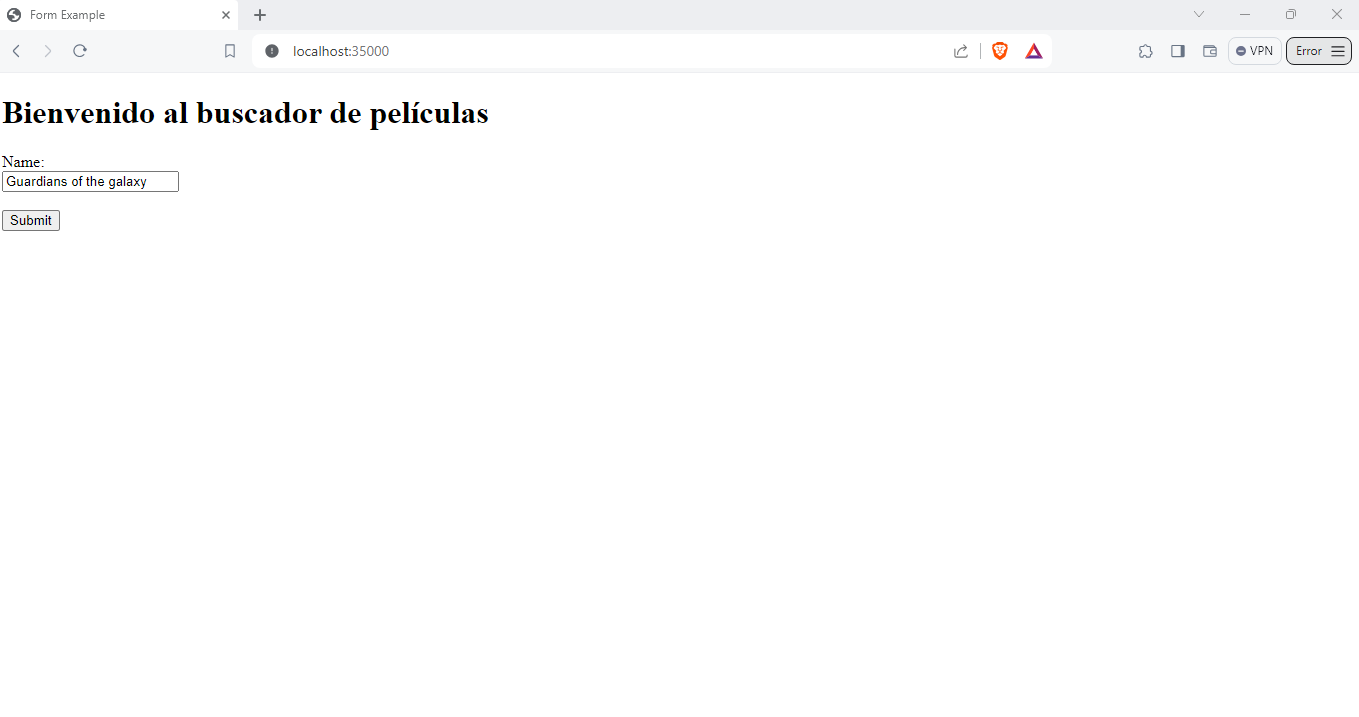 Form Example
localhost:35000
VPN
Error
Bienvenido al buscador de películas
Name:
Guardians of the galaxy
Submit